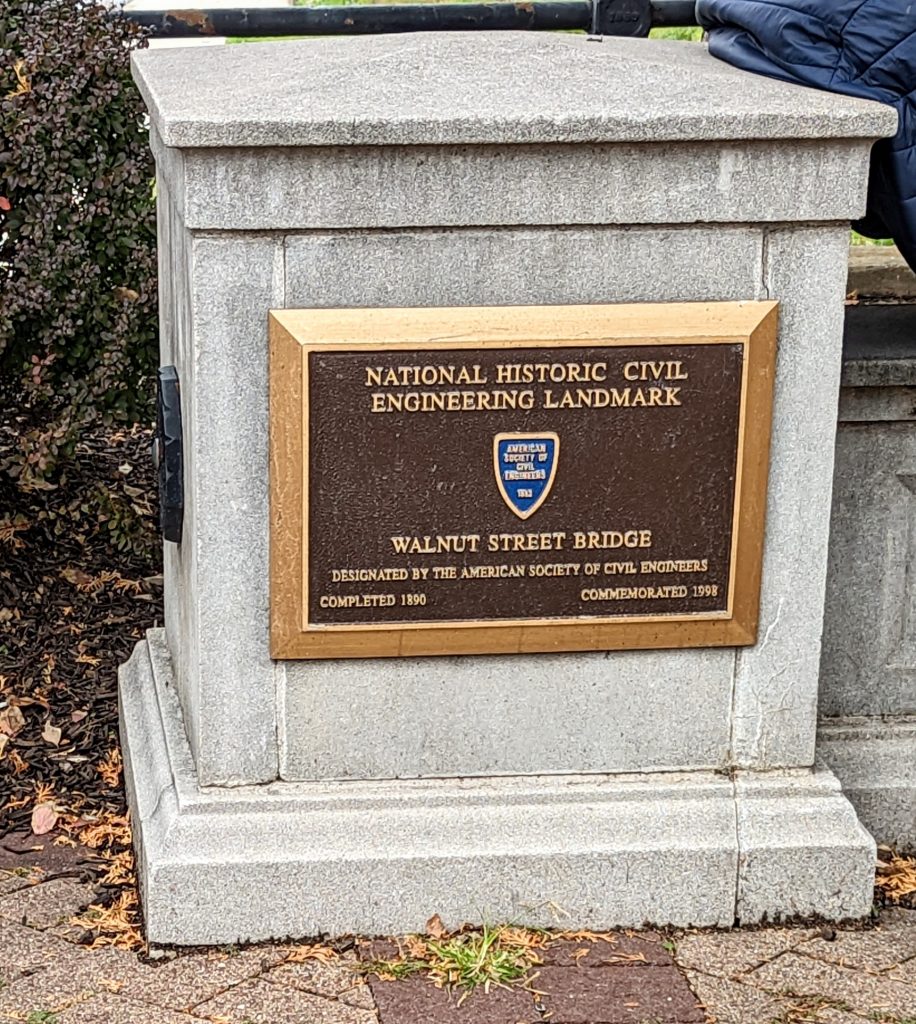 NATIONAL HISTORIC CIVIL
ENGINEERING LANDMARK
AMERICAN
SOCIETY OF
CIVIL
ENGINEERS
WALNUT STREET BRIDGE
DESIGNATED BY THE AMERICAN SOCIETY OF CIVIL ENGINEERS
COMPLETED 1890
COMMEMORATED 1998